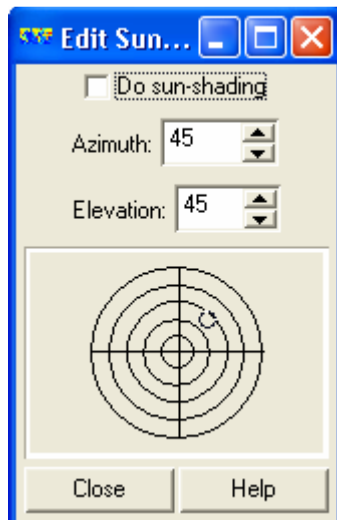 Edit Sun...
Do sun-shading
Azimuth: 45
Elevation: 45
Close Help